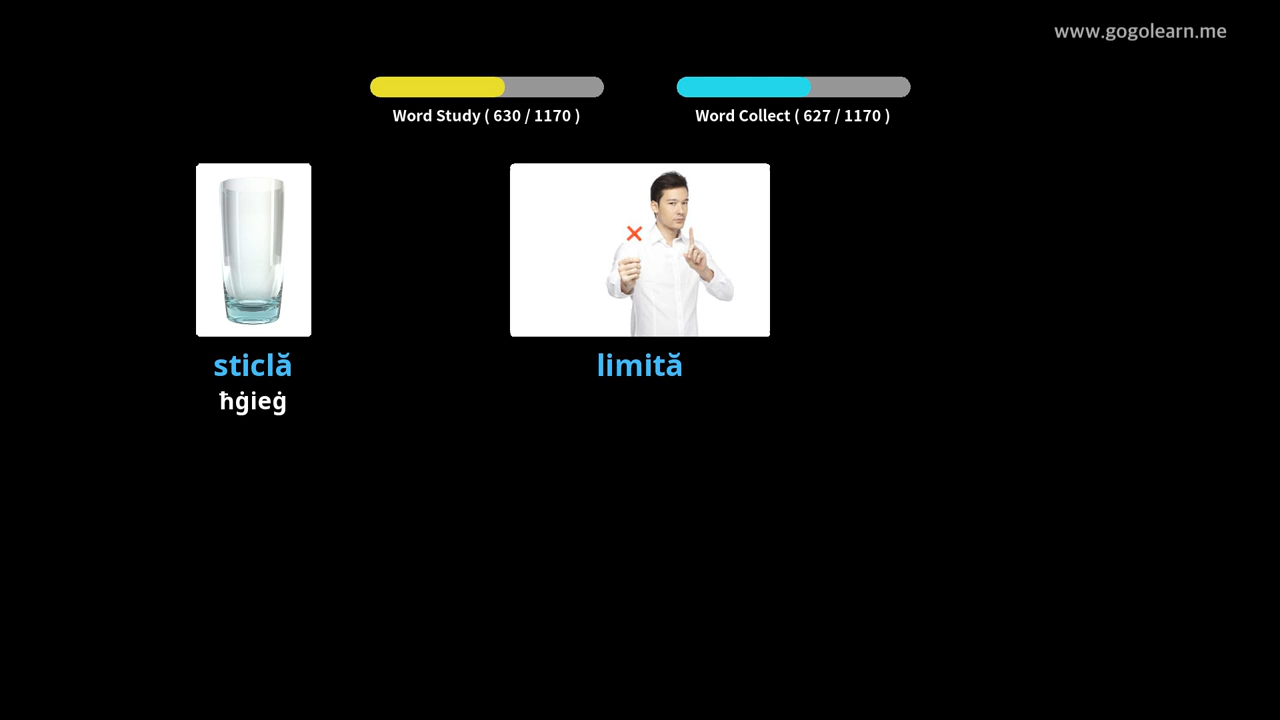 www.gogolearn.me
Word Study ( 630 / 1170 )
Word Collect ( 627 / 1170 )
sticlă
ħġieġ
limită